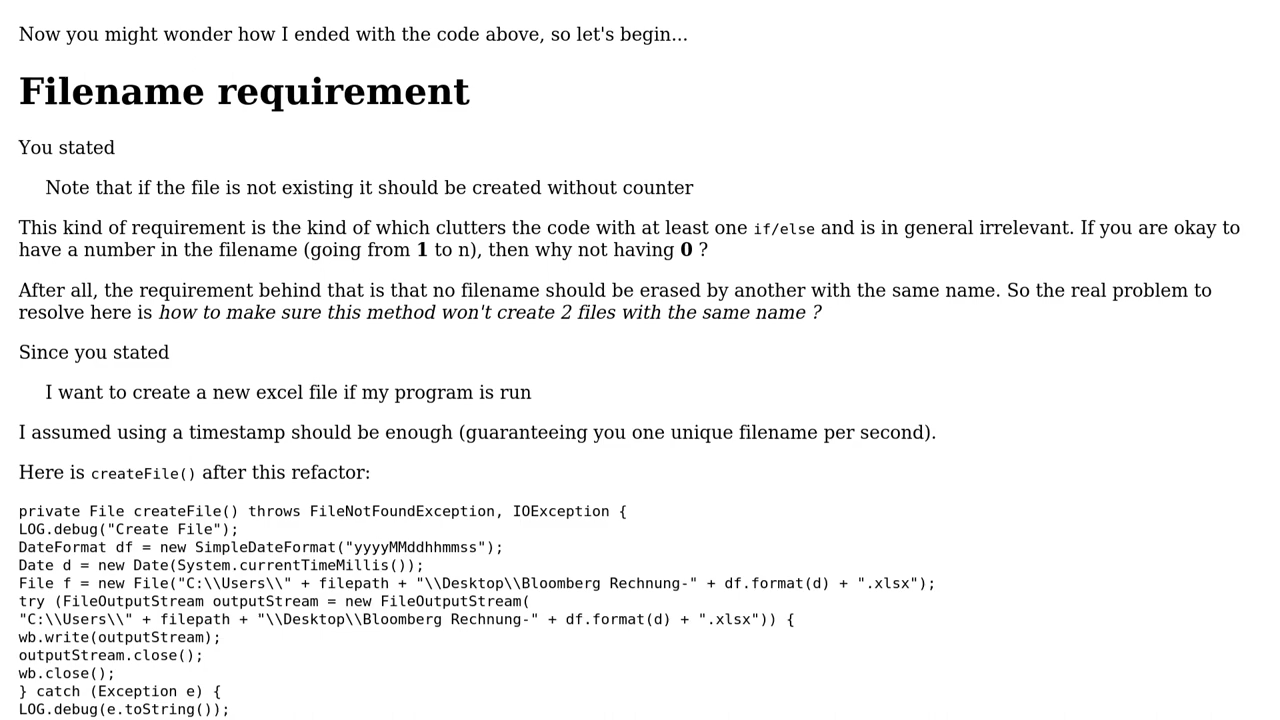 Now you might wonder how I ended with the code above, so let's begin...
Filename requirement
You stated
Note that if the file is not existing it should be created without counter
This kind of requirement is the kind of which clutters the code with at least one if/else and is in general irrelevant. If you are okay to
have a number in the filename (going from 1 to n), then why not having 0 ?
After all, the requirement behind that is that no filename should be erased by another with the same name. So the real problem to
resolve here is how to make sure this method won't create 2 files with the same name ?
Since you stated
I want to create a new excel file if my program is run
I assumed using a timestamp should be enough (guaranteeing you one unique filename per second).
Here is createFile() after this refactor:
private File createFile() throws FileNotFoundException, IOException {
LOG.debug("Create File");
DateFormat df = new SimpleDateFormat("yyyyMMddhhmmss");
Date d = new Date(System.currentTimeMillis());
File f = new File("C:\\Users\\" + filepath + "\\Desktop\\Bloomberg Rechnung-" + df.format(d) + ".xlsx");
try (FileOutputStream outputStream = new FileOutputStream(
"C:\\Users\\" + filepath + "\\Desktop\\Bloomberg Rechnung-" + df.format(d) + ".xlsx")) {
wb.write(outputStream);
outputStream.close();
wb.close();
} catch (Exception e) {
LOG.debug(e.toString());